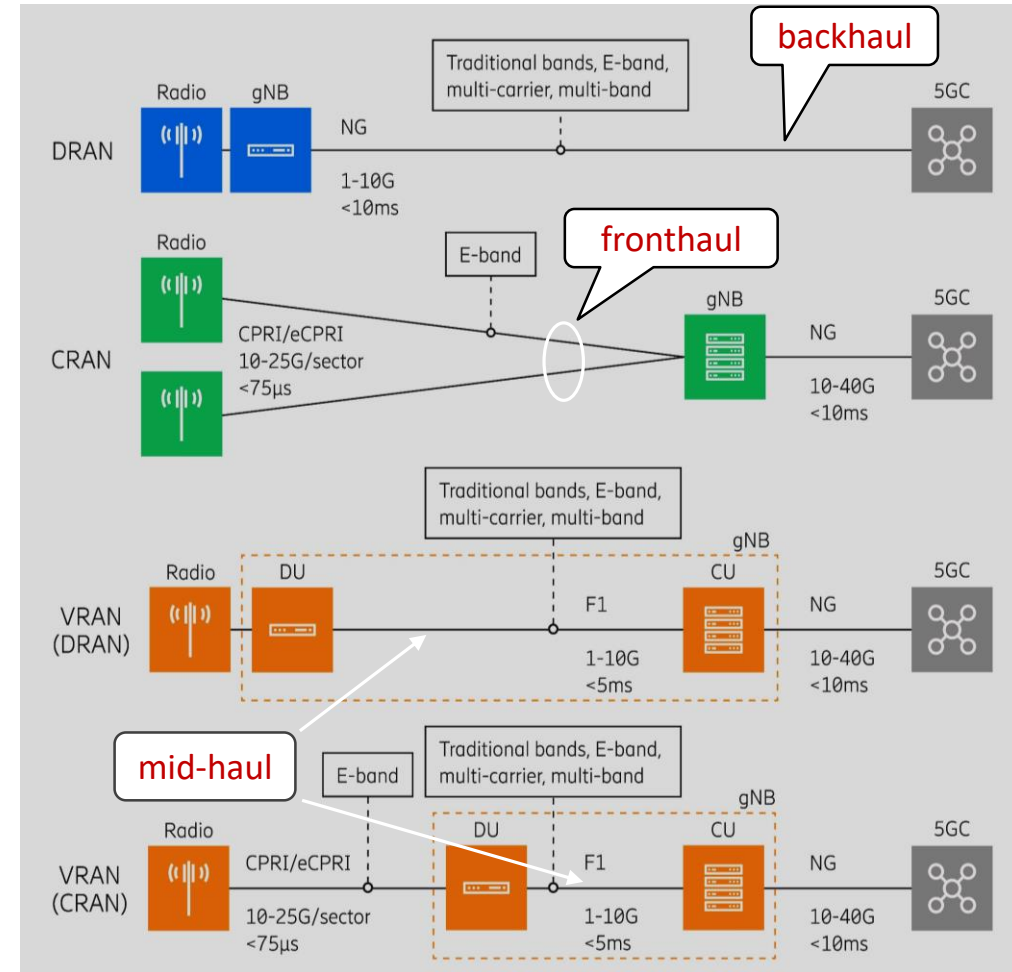 backhaul
Traditional bands, E-band,
multi-carrier, multi-band
Radio
gNB
5GC
NG
DRAN
1-10G
<10ms
Radio
fronthaul
E-band
gNB
5GC
CPRI/eCPRI
10-25G/sector
<75µs
NG
CRAN
10-40G
<10ms
Traditional bands, E-band,
multi-carrier, multi-band
gNB
Radio
DU
CU
5GC
VRAN
(DRAN)
F1
NG
1-10G
<5ms
10-40G
<10ms
mid-haul
E-band
Traditional bands, E-band,
multi-carrier, multi-band
gNB
Radio
DU
CU
5GC
VRAN
(CRAN)
CPRI/eCPRI
F1
NG
10-25G/sector
<75µs
1-10G
<5ms
10-40G
<10ms